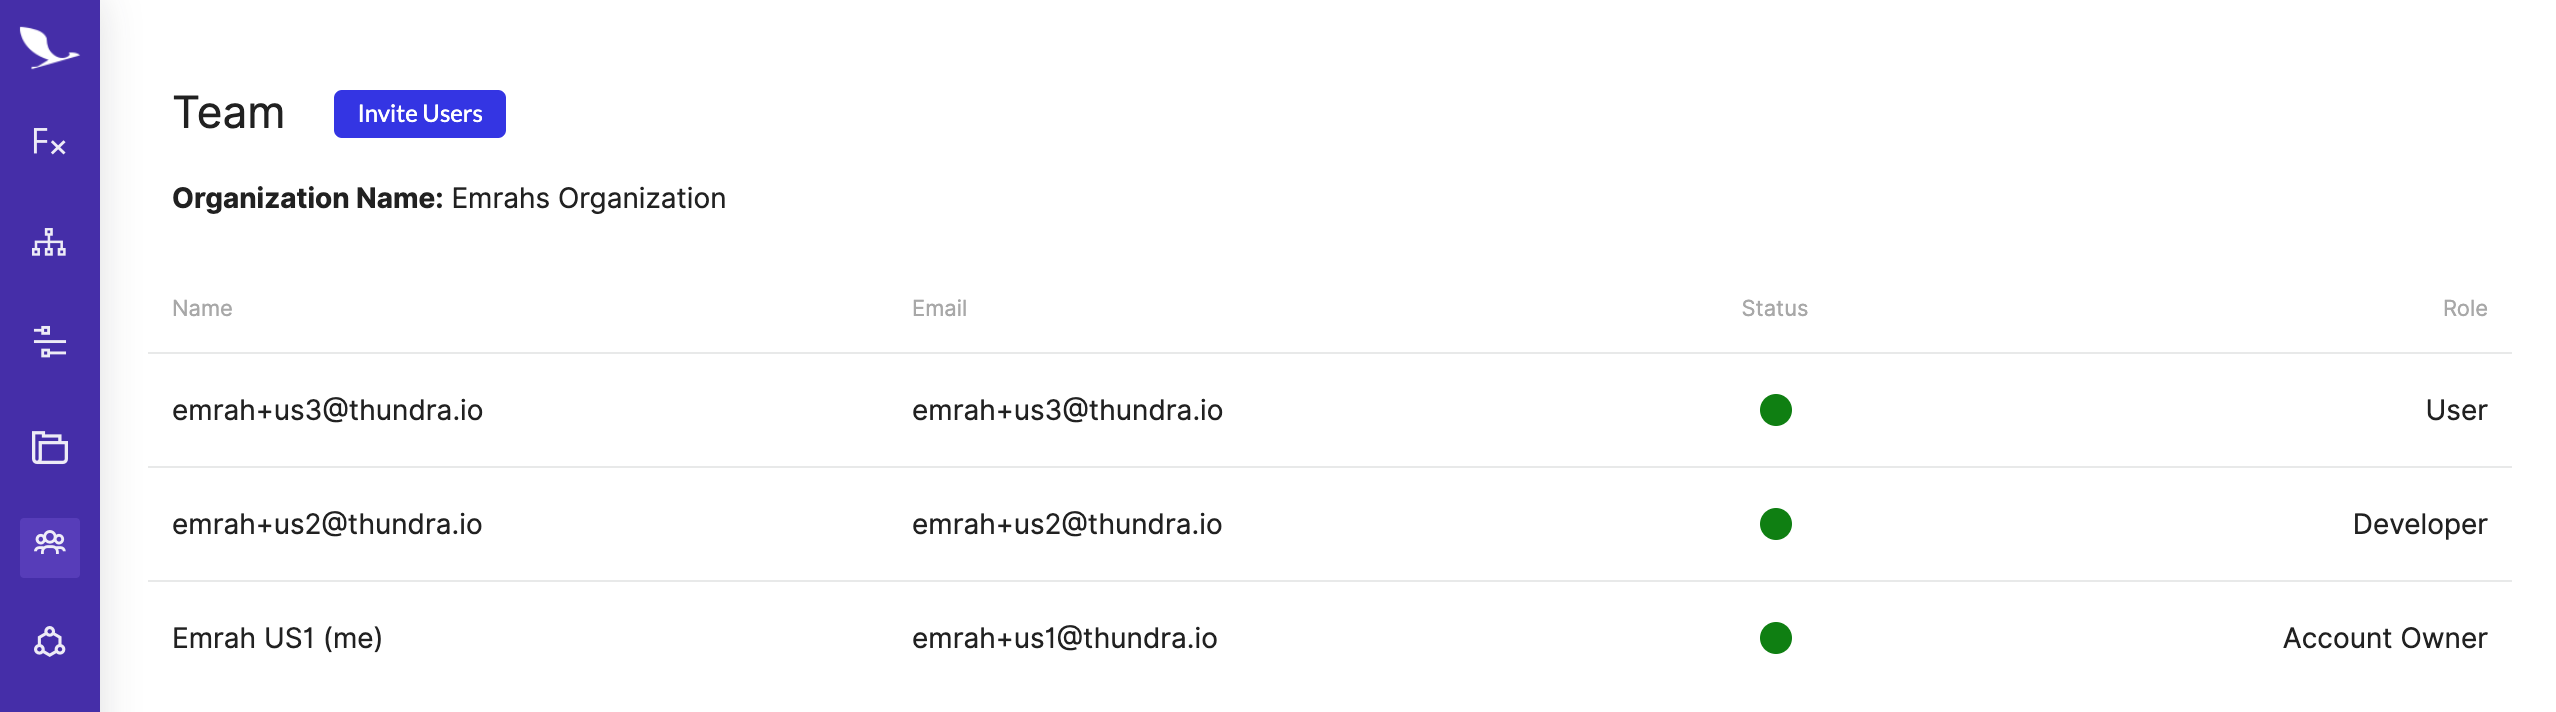 Team Invite Users
Fx
Organization Name: Emrahs Organization
Name Email Status Role
emrah+us3@thundra.io emrah+us3@thundra.io User
emrah+us2@thundra.io emrah+us2@thundra.io Developer
Emrah US1 (me) emrah+us1@thundra.io Account Owner